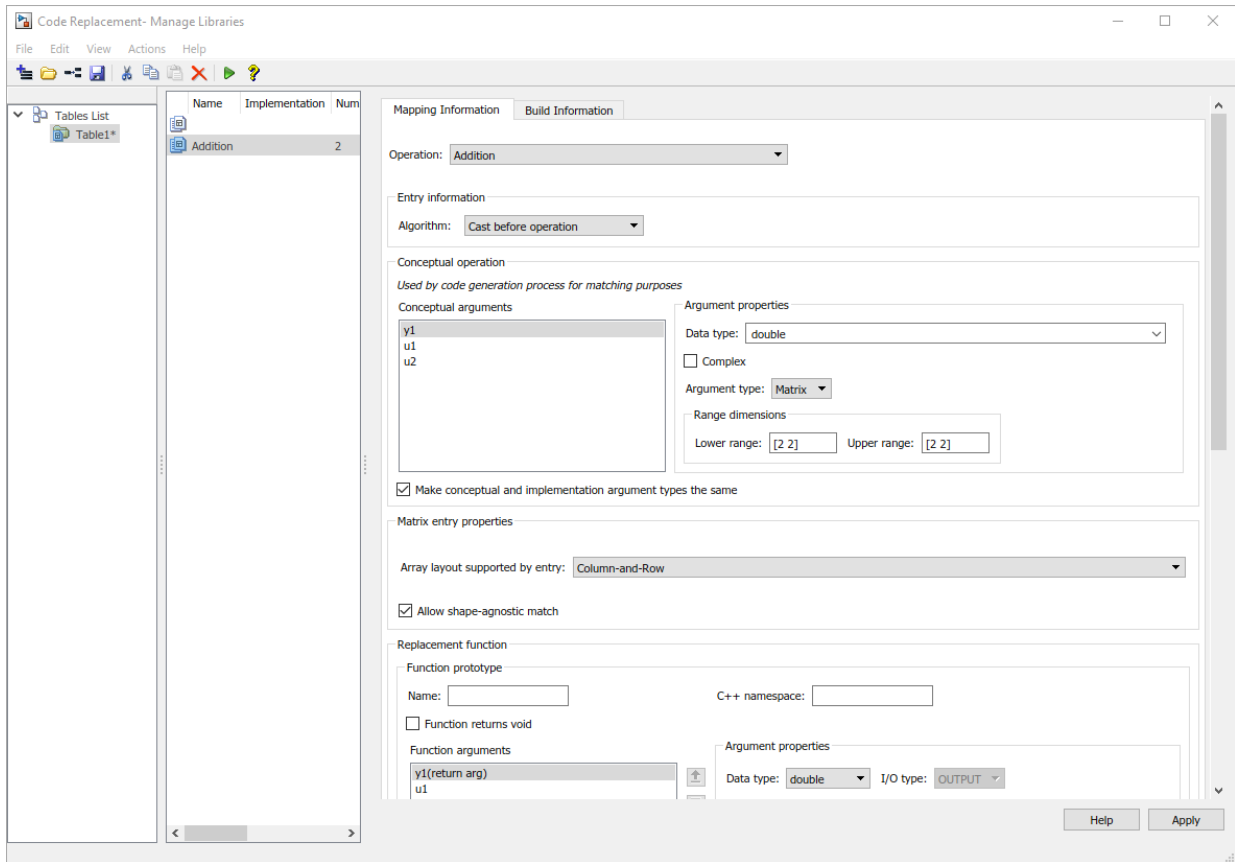 Code Replacement- Manage Libraries
File Edit View Actions Help
Tables List
Table1*
Name Implementation Num
Addition 2
Mapping Information Build Information
Operation: Addition
Entry information
Algorithm: Cast before operation
Conceptual operation
Used by code generation process for matching purposes
Conceptual arguments
y1
u1
u2
Argument properties
Data type: double
Complex
Argument type: Matrix
Range dimensions
Lower range: [2 2] Upper range: [2 2]
Make conceptual and implementation argument types the same
Matrix entry properties
Array layout supported by entry: Column-and-Row
Allow shape-agnostic match
Replacement function
Function prototype
Name: C++ namespace:
Function returns void
Function arguments
y1(return arg)
u1
Argument properties
Data type: double I/O type: OUTPUT
Help Apply